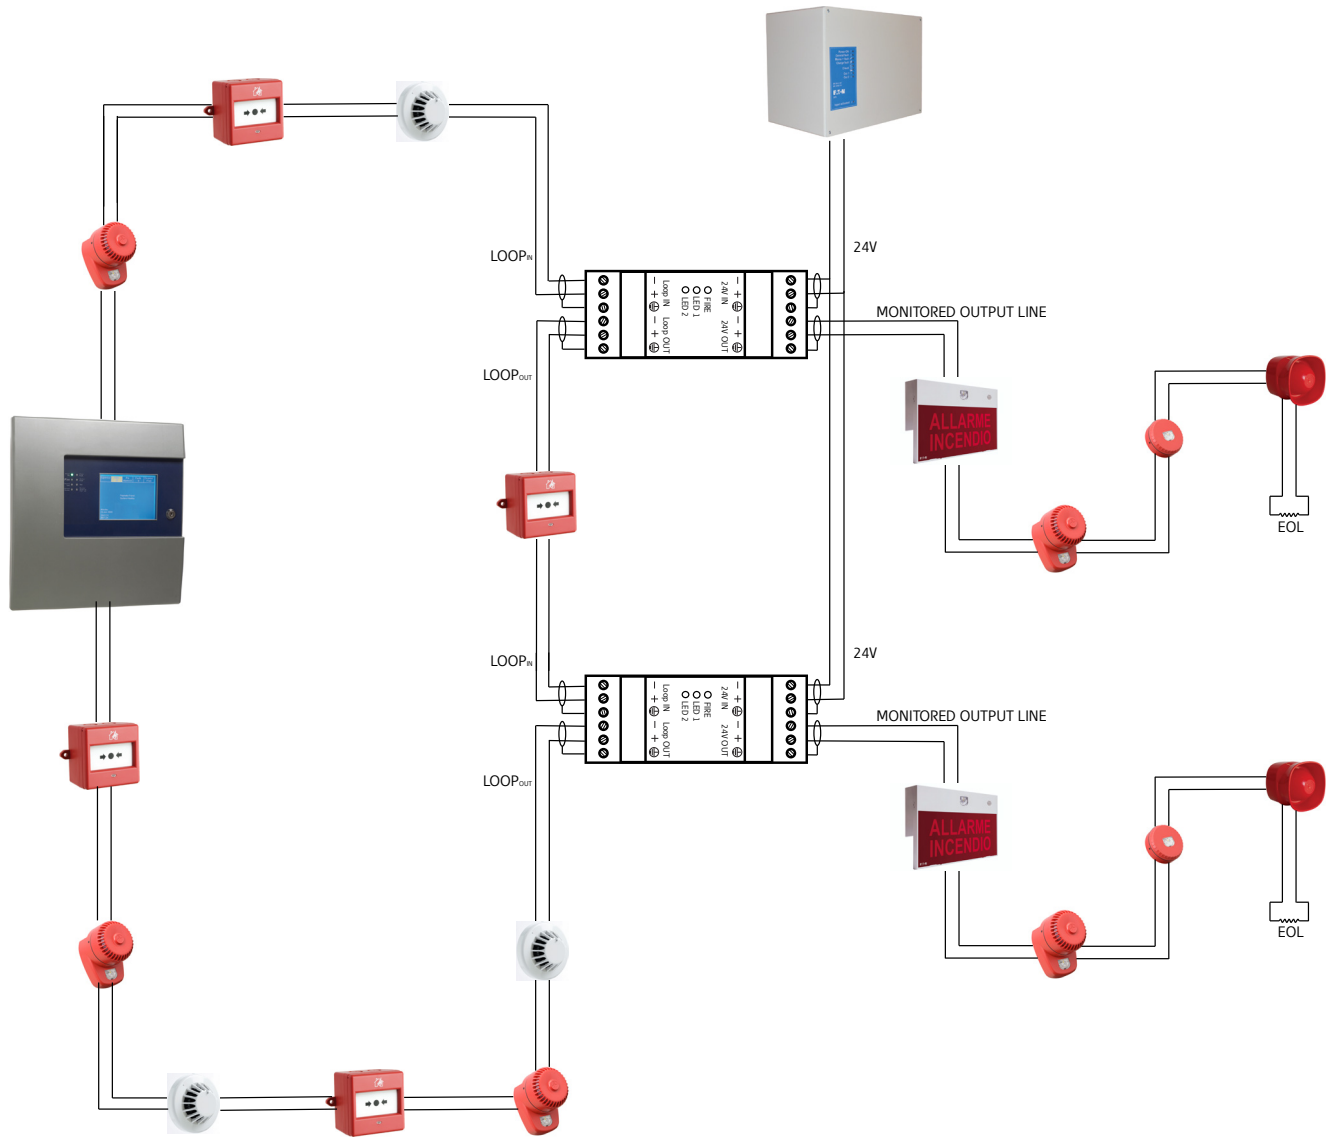 LOOPIN
24V
Loop IN
Loop OUT
LED 2
LED 1
FIRE
24V IN
24V OUT
MONITORED OUTPUT LINE
LOOPOUT
ALLARME
INCENDIO
EOL
LOOPIN
24V
Loop IN
Loop OUT
LED 2
LED 1
FIRE
24V IN
24V OUT
MONITORED OUTPUT LINE
LOOPOUT
ALLARME
INCENDIO
EOL